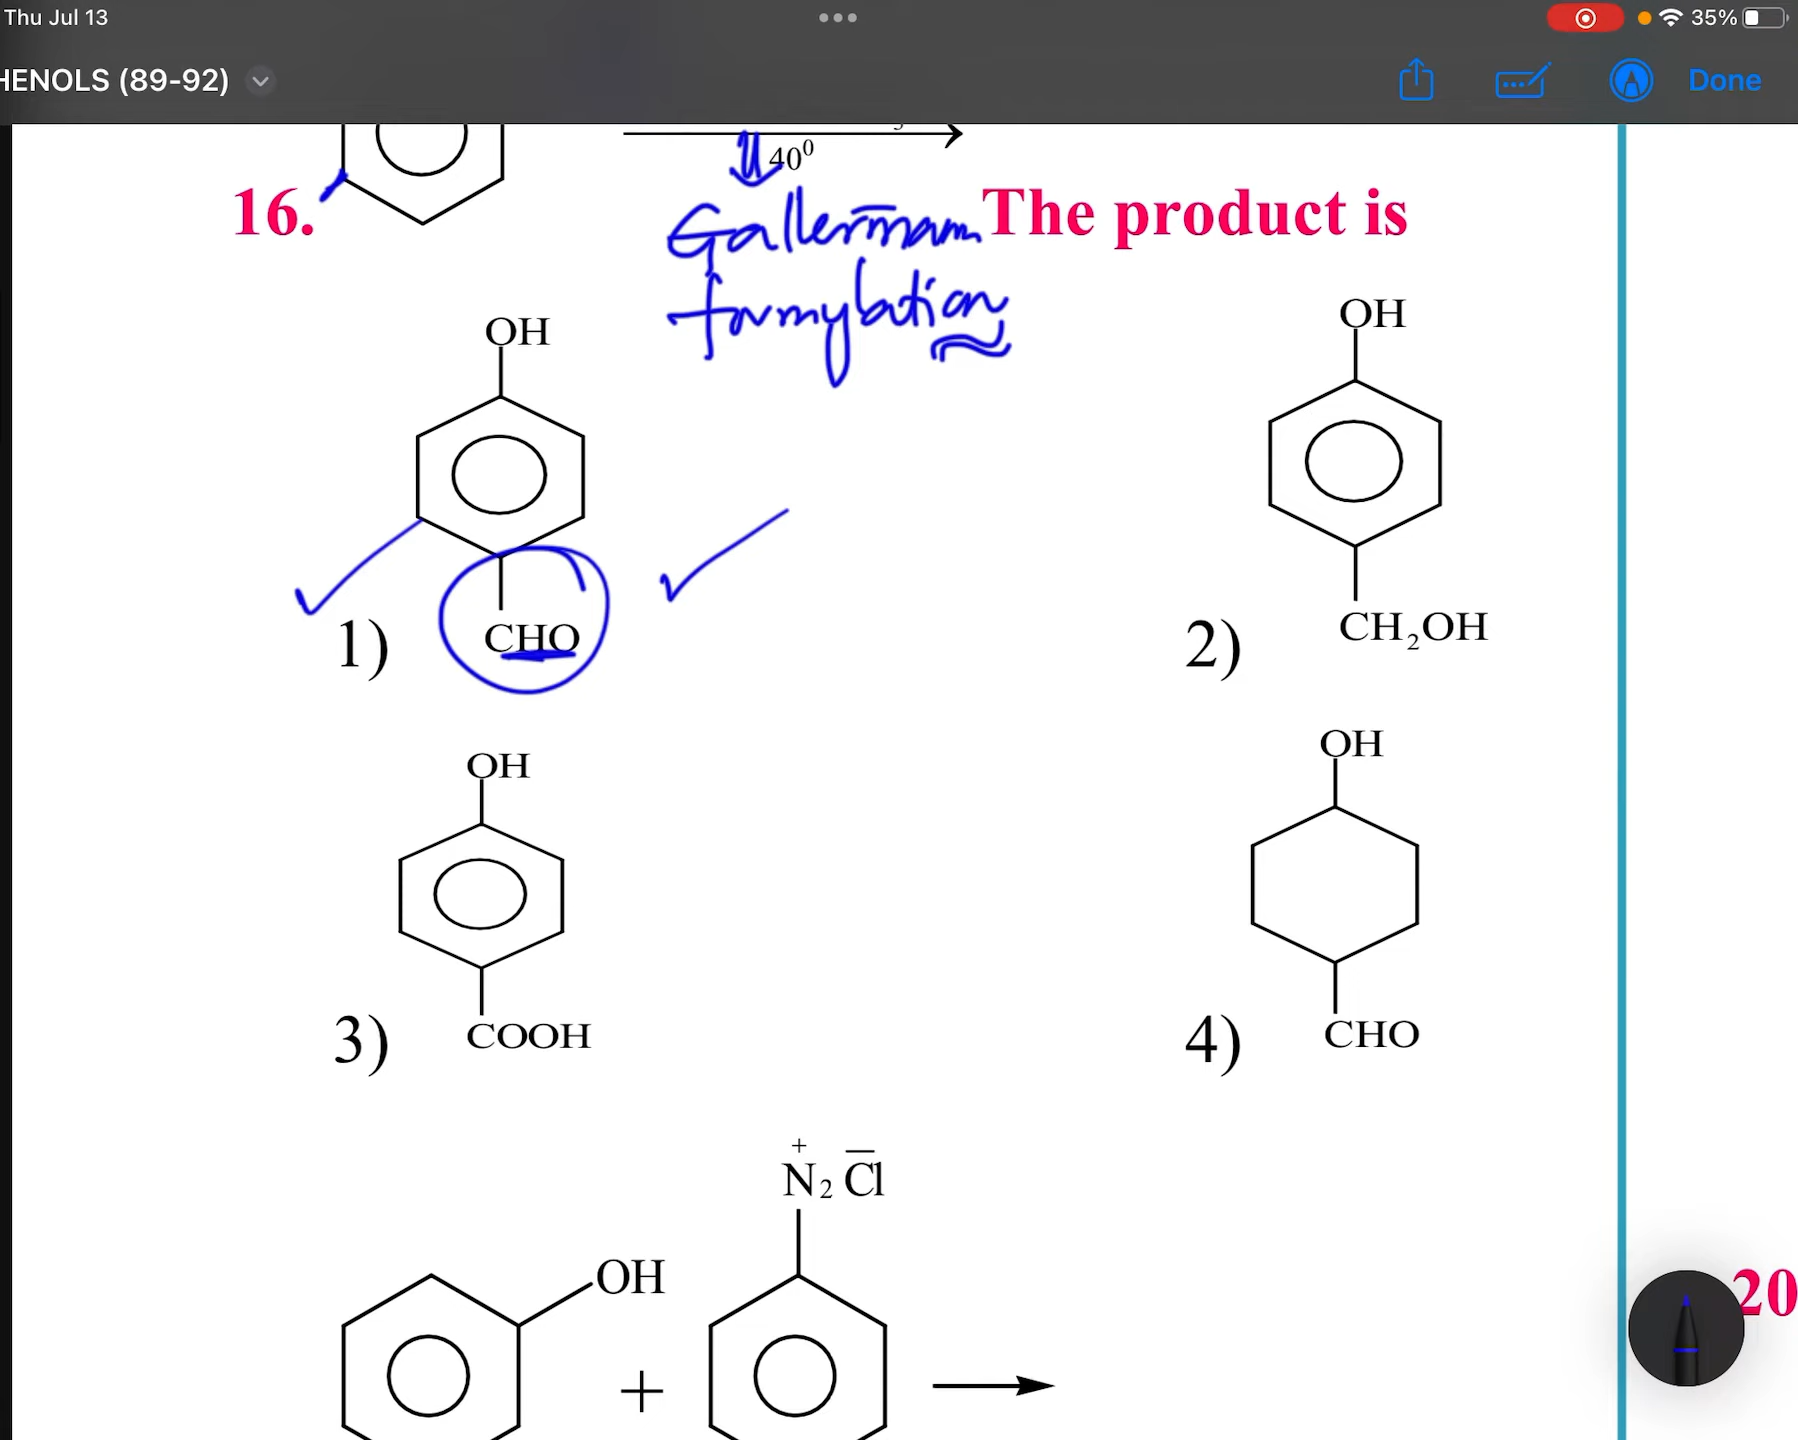 Thu Jul 13
35%
HENOLS (89-92)
Done
40⁰
16.
Gallermann
The product is
formylation
OH
OH
CHO
1)
CH₂OH
2)
OH
OH
COOH
3)
CHO
4)
+
N₂ C̅l
OH
+
20